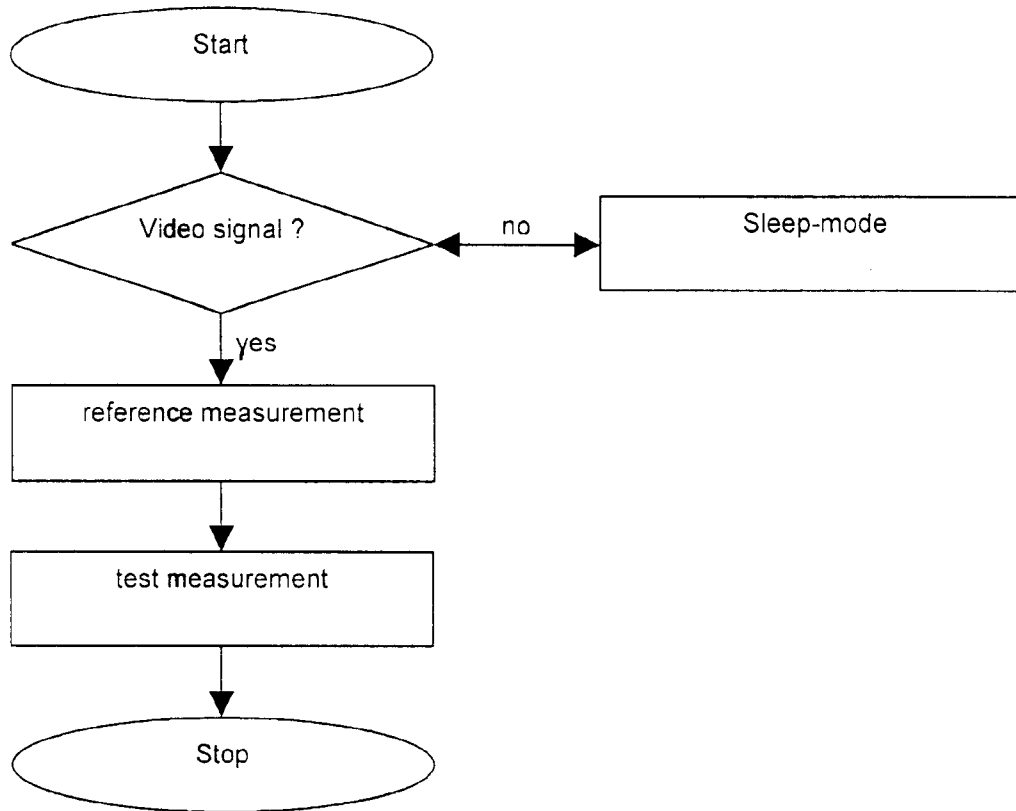 Start
Video signal ?
no
Sleep-mode
yes
reference measurement
test measurement
Stop